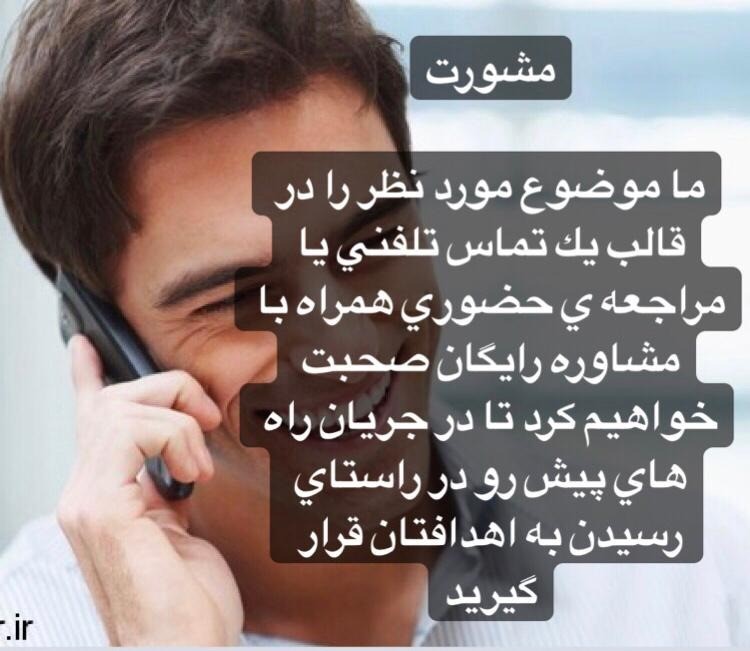 مشورت
ما موضوع مورد نظر را در
قالب يك تماس تلفني يا
مراجعه ي حضوري همراه با
مشاوره رايگان صحبت
خواهيم كرد تا در جريان راه
هاي پيش رو در راستاي
رسيدن به اهدافتان قرار
گيريد
r.ir